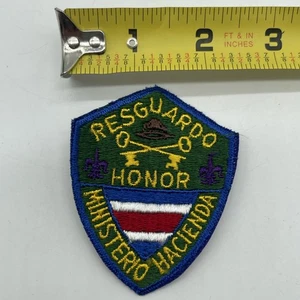 1 2 3
FT & IN
INCHES
RESGUARDO
HONOR
MINISTERIO HACIENDA